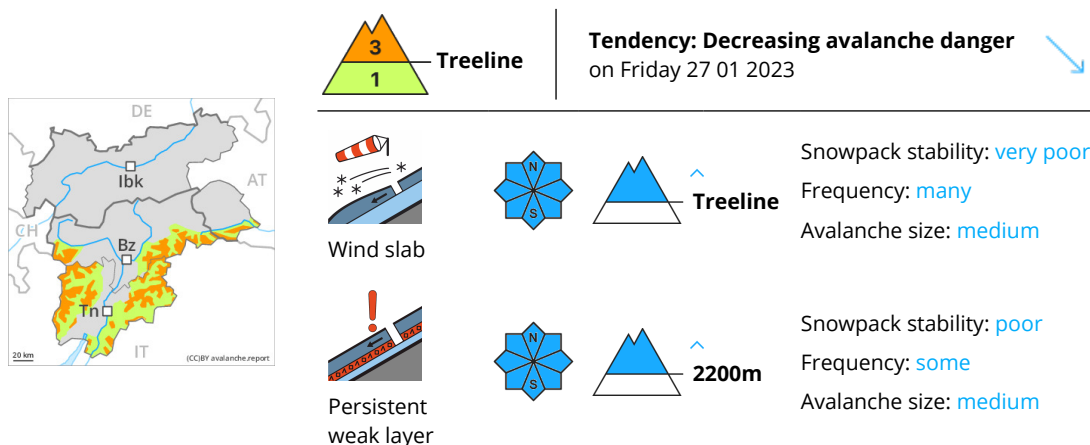 3
1
Treeline
Tendency: Decreasing avalanche danger
on Friday 27 01 2023
DE
Ibk
AT
CH
Bz
Tn
IT
20 km
(CC)BY avalanche.report
N
S
Treeline
Wind slab
Snowpack stability: very poor
Frequency: many
Avalanche size: medium
N
S
2200m
Persistent
weak layer
Snowpack stability: poor
Frequency: some
Avalanche size: medium